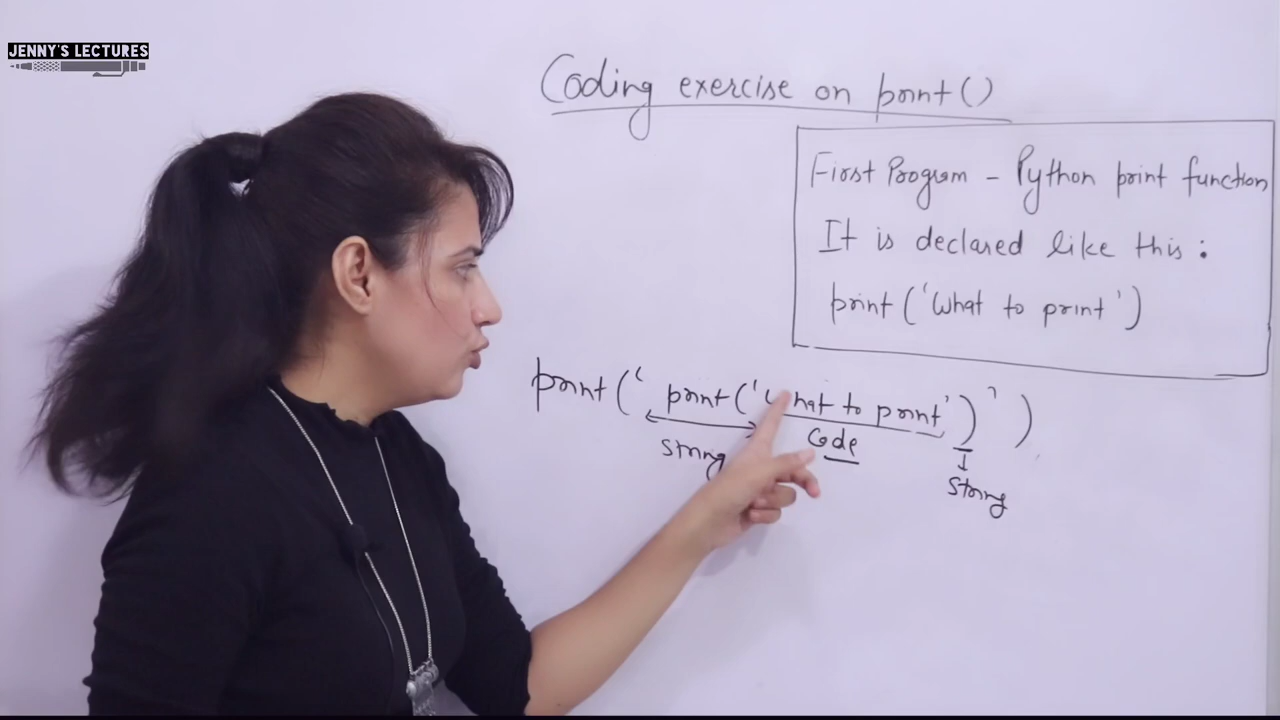 JENNY'S LECTURES
Coding exercise on print()
First Program - Python print function
It is declared like this :
print('What to print')
print(' print('What to print') ')
String Code
String